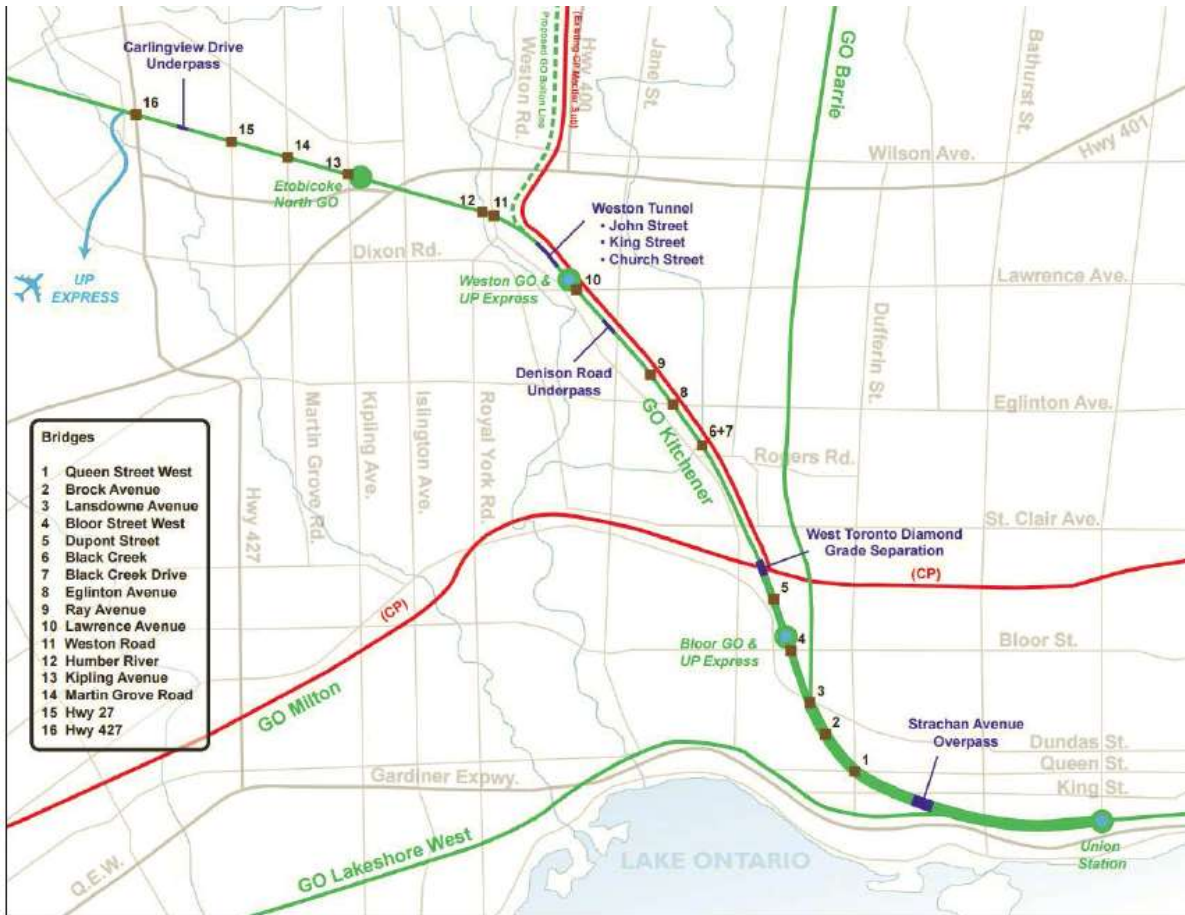 Carlingview Drive
Underpass
16
15
14
13
Etobicoke
North GO
12
11
Weston Rd.
Proposed GO Bolton Line
Hwy 400
Jane St.
GO Barrie
Bathurst St.
Hwy 401
Wilson Ave.
Weston Tunnel
• John Street
• King Street
• Church Street
Dixon Rd.
UP
EXPRESS
Weston GO &
UP Express
10
Lawrence Ave.
Dufferin St.
Denison Road
Underpass
9
8
6+7
Eglinton Ave.
GO Kitchener
Rogers Rd.
Martin Grove Rd.
Kipling Ave.
Islington Ave.
Royal York Rd.
Hwy 427
Bridges
1 Queen Street West
2 Brock Avenue
3 Lansdowne Avenue
4 Bloor Street West
5 Dupont Street
6 Black Creek
7 Black Creek Drive
8 Eglinton Avenue
9 Ray Avenue
10 Lawrence Avenue
11 Weston Road
12 Humber River
13 Kipling Avenue
14 Martin Grove Road
15 Hwy 27
16 Hwy 427
St. Clair Ave.
West Toronto Diamond
Grade Separation
(CP)
(CP)
5
Bloor GO &
UP Express
4
Bloor St.
GO Milton
3
2
1
Strachan Avenue
Overpass
Dundas St.
Queen St.
King St.
Gardiner Expwy.
Q.E.W.
GO Lakeshore West
LAKE ONTARIO
Union
Station